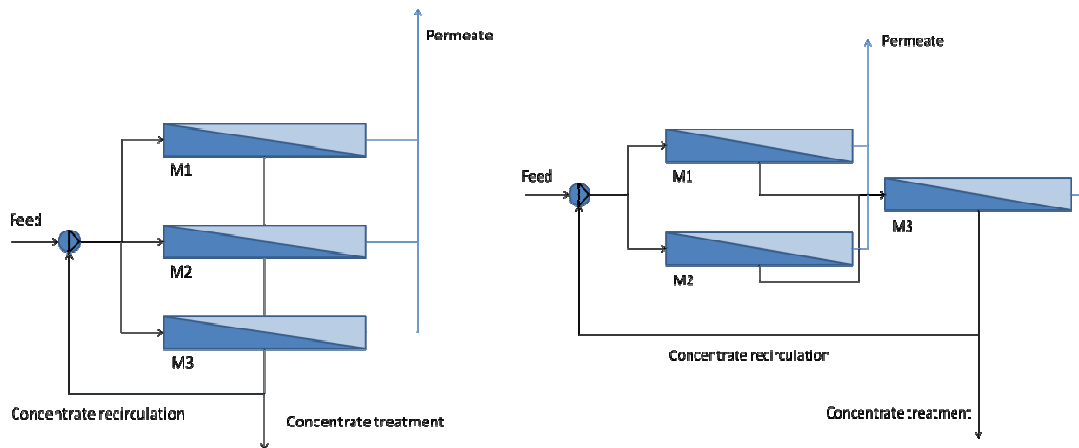 Permeate
M1
Feed
M2
M3
Concentrate recirculation
Concentrate treatment
Permeate
M1
Feed
M3
M2
Concentrate recirculation
Concentrate treatment